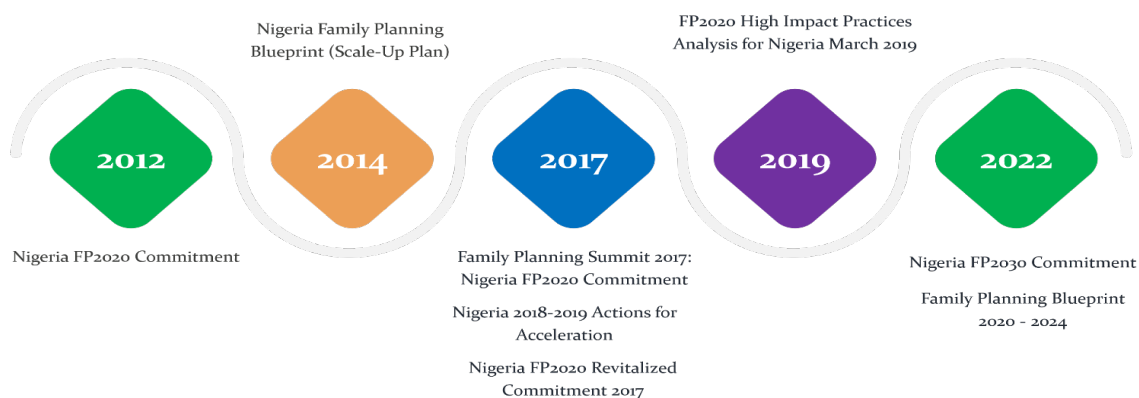 Nigeria Family Planning
Blueprint (Scale-Up Plan)
FP2020 High Impact Practices
Analysis for Nigeria March 2019
2012
2014
2017
2019
2022
Nigeria FP2020 Commitment
Family Planning Summit 2017:
Nigeria FP2020 Commitment
Nigeria 2018-2019 Actions for
Acceleration
Nigeria FP2020 Revitalized
Commitment 2017
Nigeria FP2030 Commitment
Family Planning Blueprint
2020 - 2024